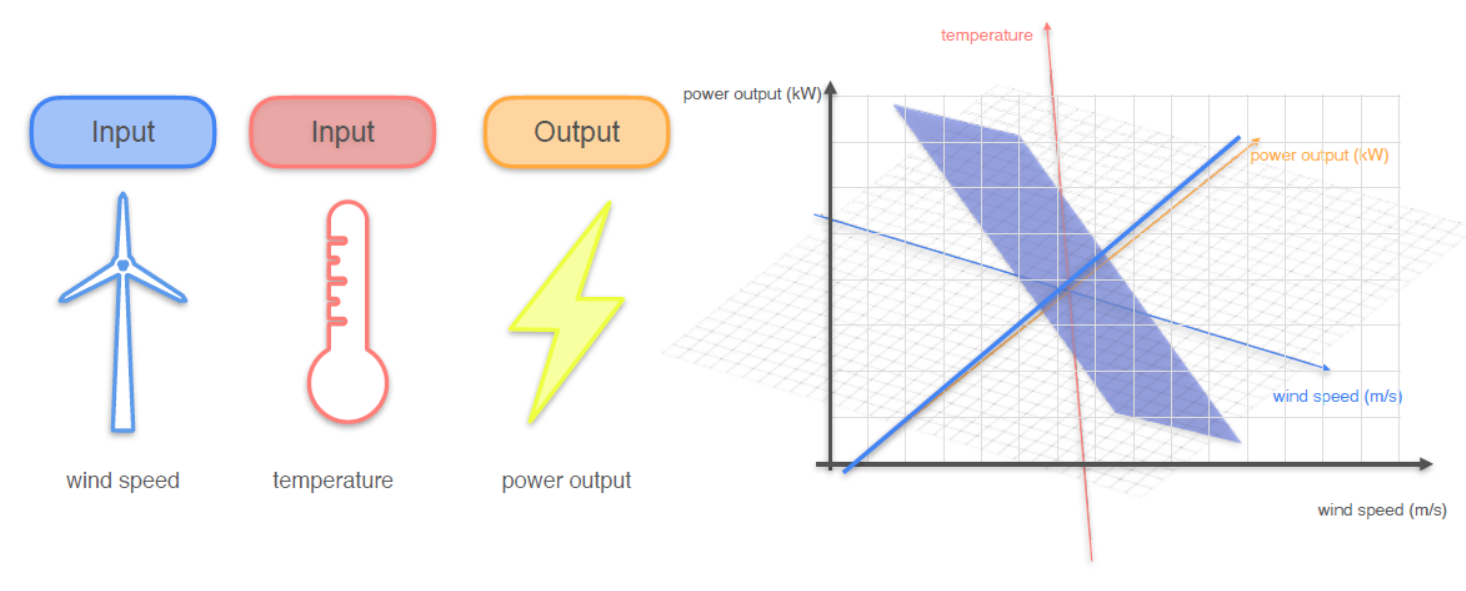 Input
Input
Output
wind speed
temperature
power output
temperature
power output (kW)
power output (kW)
wind speed (m/s)
wind speed (m/s)